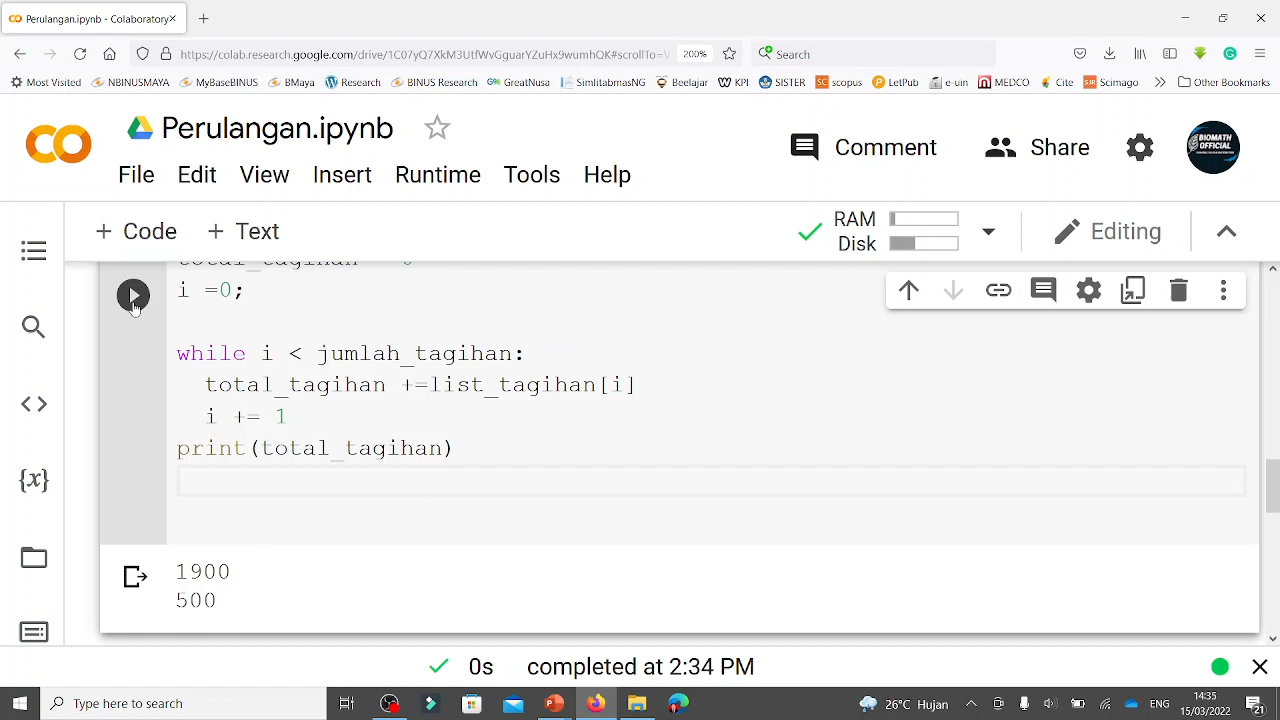 Perulangan.ipynb - Colaboratory
https://colab.research.google.com/drive/1C07yQ7XkM3UtfWvGguarYZuHx9wumhOK#scrollTo=V 200% Search
Most Visited NBINUSMAYA MyBaseBINUS BMaya Research BINUS Research GreatNusa SimlitabmasNG Beelajar KPI SISTER scopus LetPub e-uin MEDCO Cite Scimago Other Bookmarks
Perulangan.ipynb
Comment Share
BIOMATH
OFFICIAL
File Edit View Insert Runtime Tools Help
+ Code + Text
RAM
Disk
Editing
i =0;
while i < jumlah_tagihan:
total_tagihan +=list_tagihan[i]
i += 1
print(total_tagihan)
1900
500
0s completed at 2:34 PM
Type here to search
26°C Hujan
ENG
14:35
15/03/2022
21